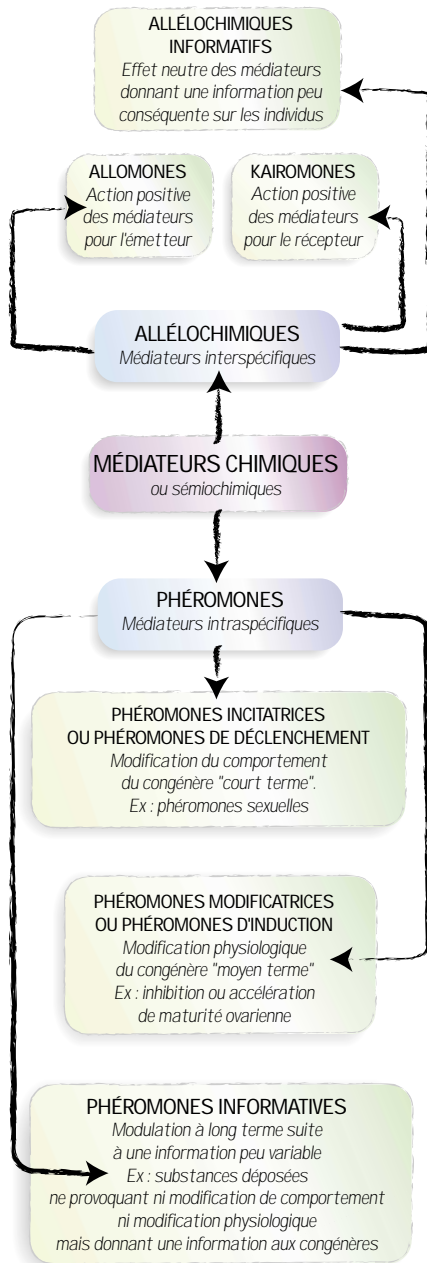 ALLÉLOCHIMIQUES
INFORMATIFS
Effet neutre des médiateurs
donnant une information peu
conséquente sur les individus
ALLOMONES
Action positive
des médiateurs
pour l'émetteur
KAIROMONES
Action positive
des médiateurs
pour le récepteur
ALLÉLOCHIMIQUES
Médiateurs interspécifiques
MÉDIATEURS CHIMIQUES
ou sémiochimiques
PHÉROMONES
Médiateurs intraspécifiques
PHÉROMONES INCITATRICES
OU PHÉROMONES DE DÉCLENCHEMENT
Modification du comportement
du congénère "court terme".
Ex : phéromones sexuelles
PHÉROMONES MODIFICATRICES
OU PHÉROMONES D'INDUCTION
Modification physiologique
du congénère "moyen terme"
Ex : inhibition ou accélération
de maturité ovarienne
PHÉROMONES INFORMATIVES
Modulation à long terme suite
à une information peu variable
Ex : substances déposées
ne provoquant ni modification de comportement
ni modification physiologique
mais donnant une information aux congénères